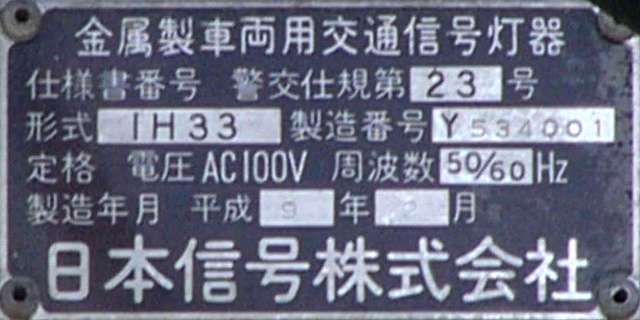 金属製車両用交通信号灯器
仕様書番号 警交仕規第 23 号
形式 1H33 製造番号 Y534001
定格 電圧 AC100V 周波数 50/60 Hz
製造年月 平成 9 年 2 月
日本信号株式会社